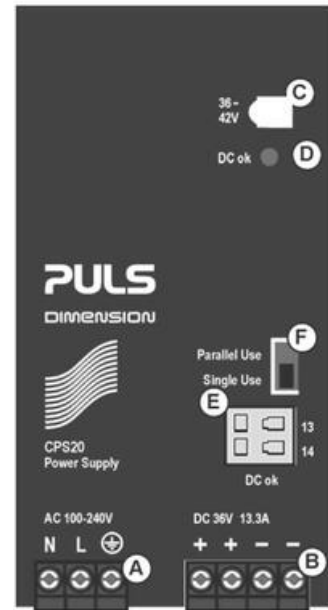 C
36-
42V
DC ok
D
PULS
DIMENSION
F
Parallel Use
Single Use
E
13
14
CPS20
Power Supply
DC ok
AC 100-240V
DC 36V 13.3A
N L
+ + − −
A
B